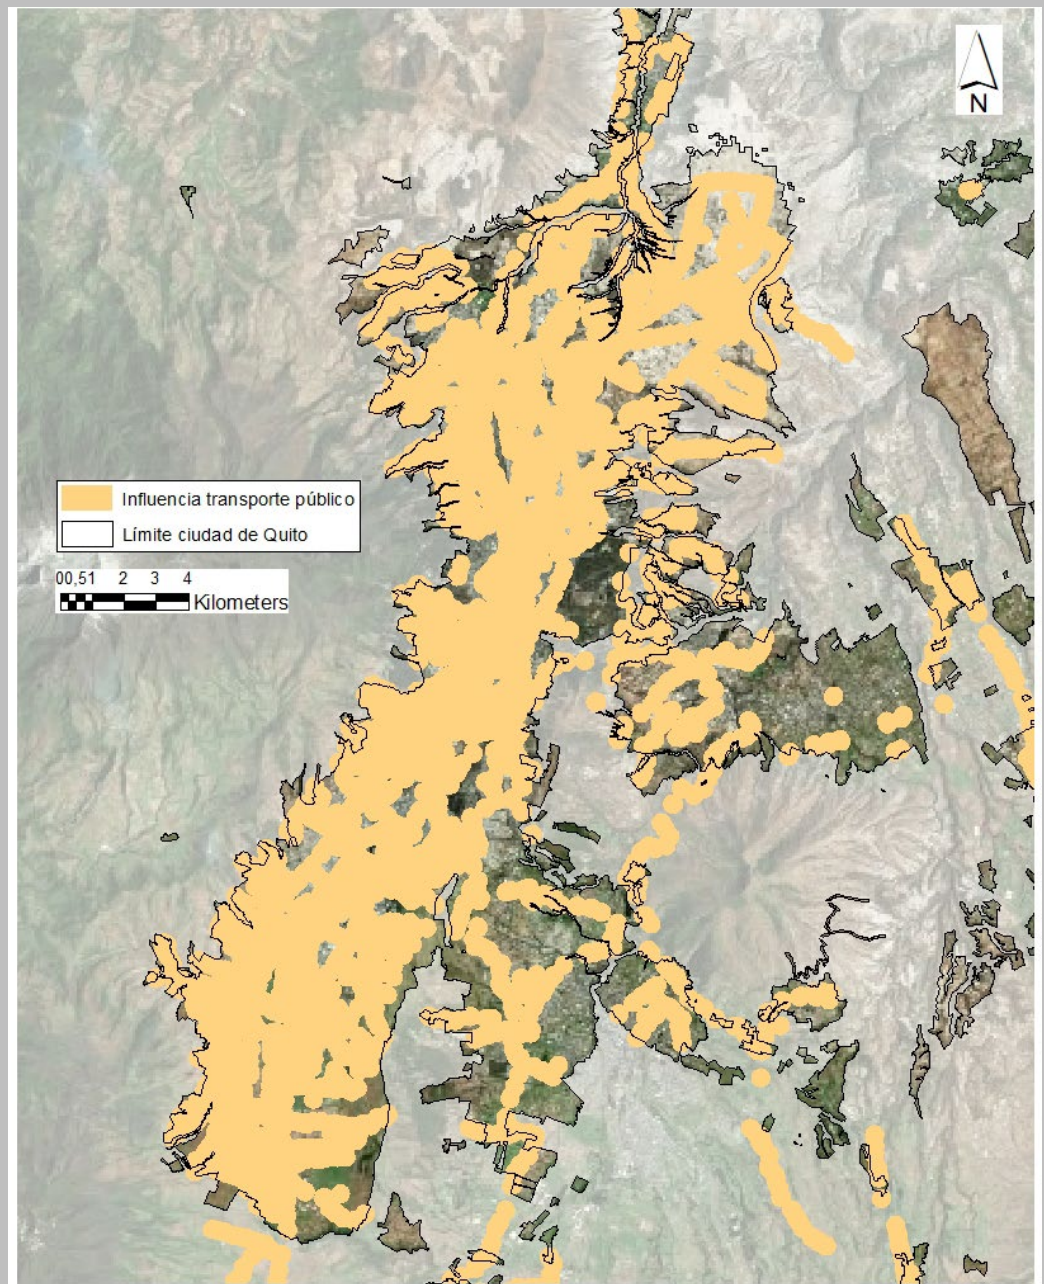 N
Influencia transporte público
Límite ciudad de Quito
00,51 2 3 4
Kilometers